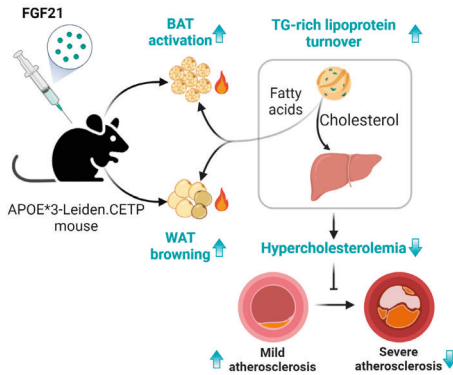 FGF21
BAT
activation
TG-rich lipoprotein
turnover
Fatty
acids
Cholesterol
APOE*3-Leiden.CETP
mouse
WAT
browning
Hypercholesterolemia
Mild
atherosclerosis
Severe
atherosclerosis